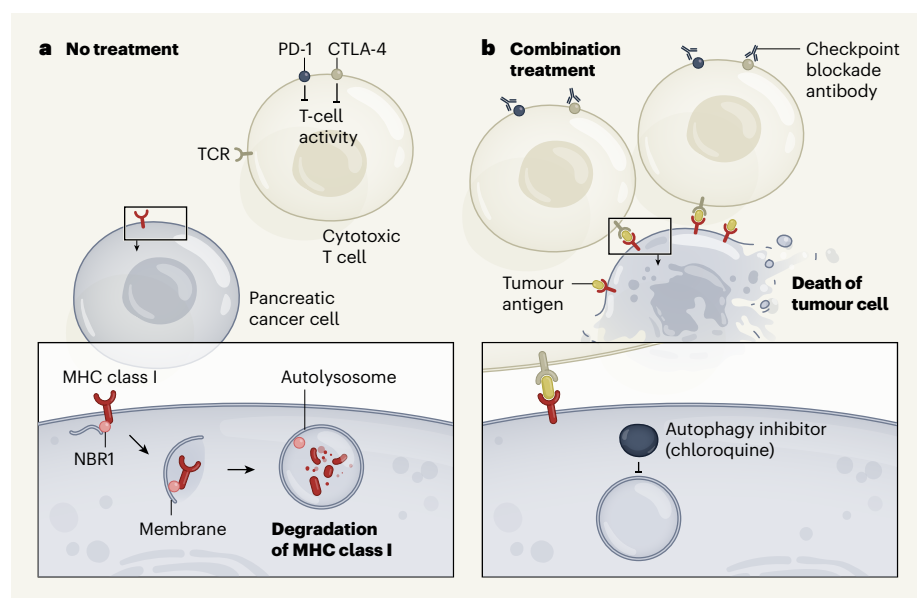 a No treatment
PD-1 CTLA-4
T-cell
activity
TCR
Cytotoxic
T cell
Pancreatic
cancer cell
MHC class I
NBR1
Membrane
Autolysosome
Degradation
of MHC class I
b Combination
treatment
Checkpoint
blockade
antibody
Tumour
antigen
Death of
tumour cell
Autophagy inhibitor
(chloroquine)